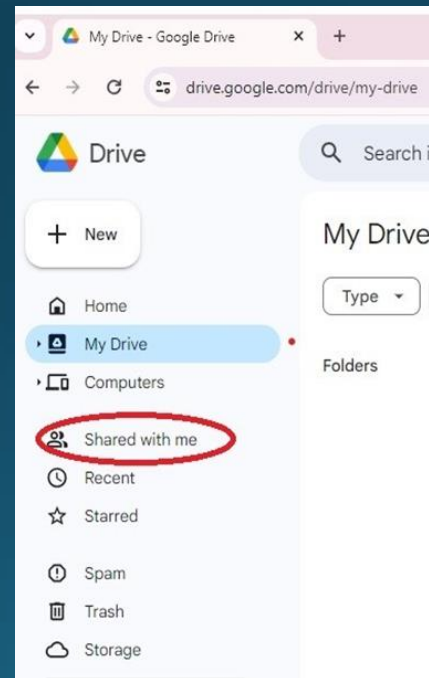 My Drive - Google Drive
drive.google.com/drive/my-drive
Drive
Search i
New
My Drive
Type
Home
My Drive
Folders
Computers
Shared with me
Recent
Starred
Spam
Trash
Storage